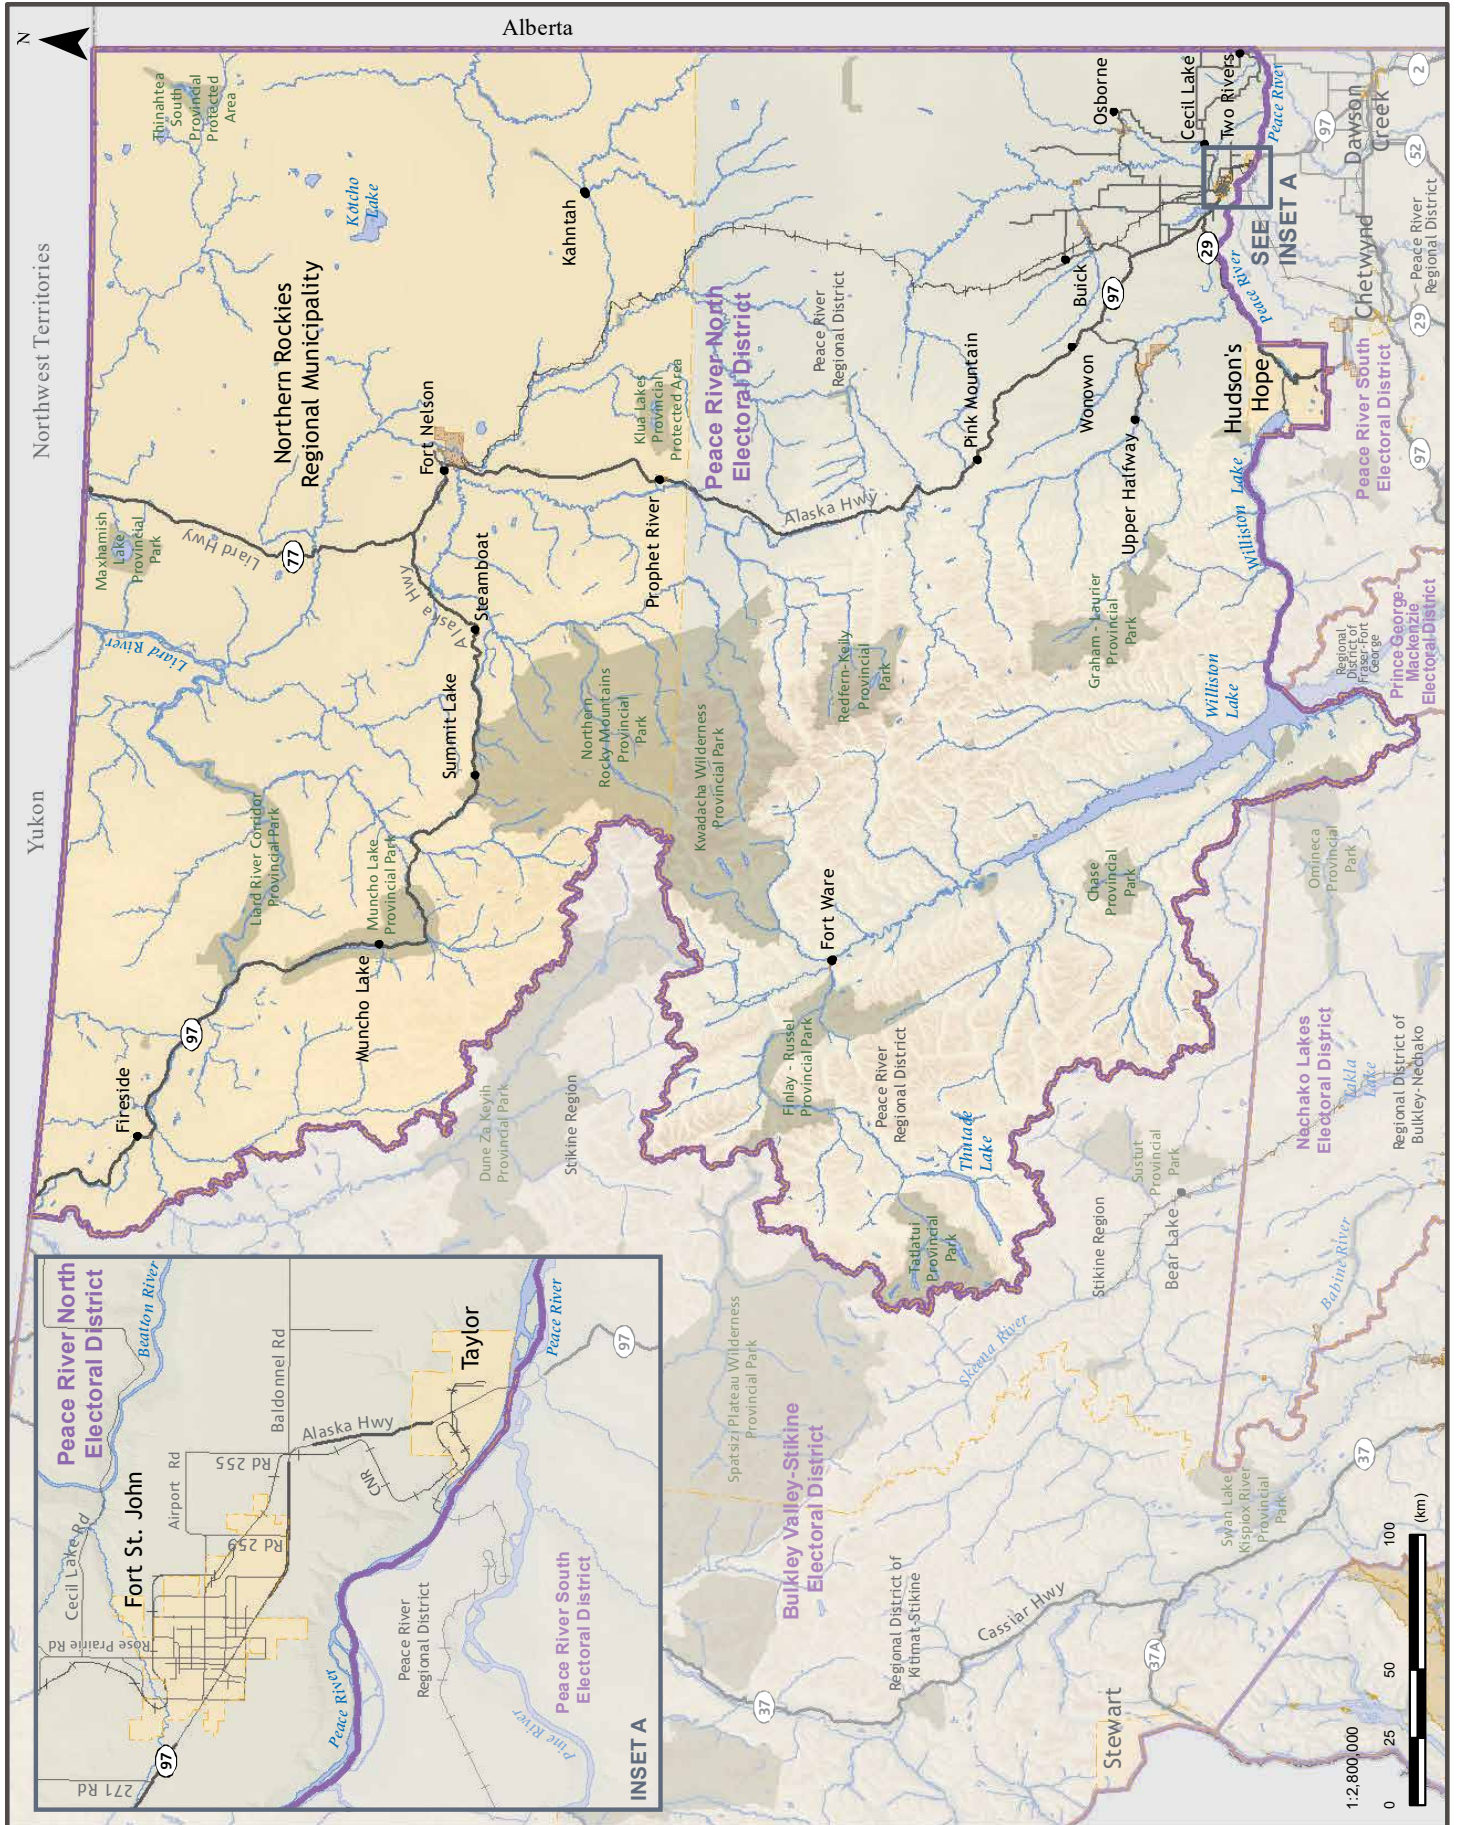 N
Alberta
Northwest Territories
Yukon
Thinahtea
South
Provincial
Protected
Area
Kotcho
Lake
Northern Rockies
Regional Municipality
Kahntah
Maxhamish
Lake
Provincial
Park
Liard Hwy
77
Fort Nelson
Klua Lakes
Provincial
Protected Area
Prophet River
Liard River
Alaska Hwy
Steamboat
Summit Lake
Northern
Rocky Mountains
Provincial
Park
Liard River Corridor
Provincial Park
Muncho Lake
Provincial Park
Muncho Lake
97
Fireside
Kwadacha Wilderness
Provincial Park
Redfern-Keily
Provincial
Park
Graham - Laurier
Provincial
Park
Peace River North
Electoral District
Peace River
Regional District
Alaska Hwy
Pink Mountain
Wonowon
Upper Halfway
Buick
97
Osborne
Cecil Lake
Two Rivers
Peace River
29
SEE
INSET A
Peace River
Hudson's
Hope
Williston Lake
Williston
Lake
97
Dawson
Creek
2
52
Chetwynd
29
Peace River
Regional District
97
Peace River South
Electoral District
Regional
District of
Fraser-Fort
George
Prince George-
Mackenzie
Electoral District
Fort Ware
Chase
Provincial
Park
Omineca
Provincial
Park
Finlay - Russel
Provincial Park
Peace River
Regional District
Thutade
Lake
Tatlatui
Provincial
Park
Dune Za Keyih
Provincial Park
Stikine Region
Nechako Lakes
Electoral District
Takla
Lake
Regional District of
Bulkley-Nechako
Sustut
Provincial
Park
Bear Lake
Stikine Region
Babine River
Skeena River
Spatsizi Plateau Wilderness
Provincial Park
Bulkley Valley-Stikine
Electoral District
Swan Lake
Kispiox River
Provincial
Park
37
Regional District of
Kitimat-Stikine
Cassiar Hwy
37A
37
Stewart
1:2,800,000
0
25
50
100
(km)
Peace River North
Electoral District
Beatton River
Baldonnel Rd
Alaska Hwy
Taylor
Peace River
97
Rd 255
Airport Rd
CNR
Fort St. John
Rd 259
Cecil Lake Rd
Rose Prairie Rd
97
271 Rd
Peace River
Peace River
Regional District
Peace River South
Electoral District
Pine River
INSET A